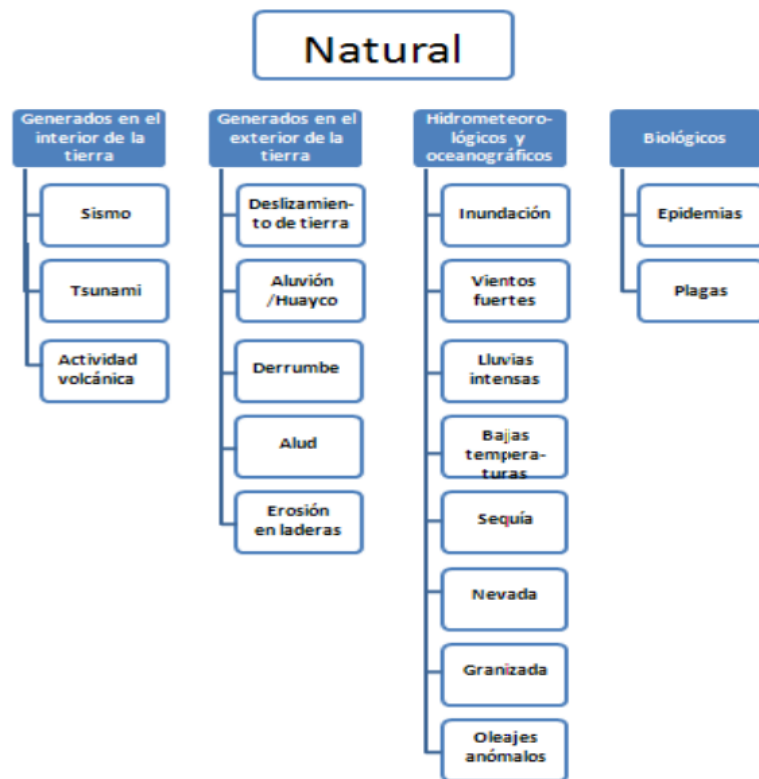 Natural
Generados en el
interior de la
tierra
Sismo
Tsunami
Actividad
volcánica
Generados en el
exterior de la
tierra
Deslizamien-
to de tierra
Aluvión
/Huayco
Derrumbe
Alud
Erosión
en laderas
Hidrometeoro-
lógicos y
oceanográficos
Inundación
Vientos
fuertes
Lluvias
intensas
Bajas
tempera-
turas
Sequía
Nevada
Granizada
Oleajes
anómalos
Biológicos
Epidemias
Plagas